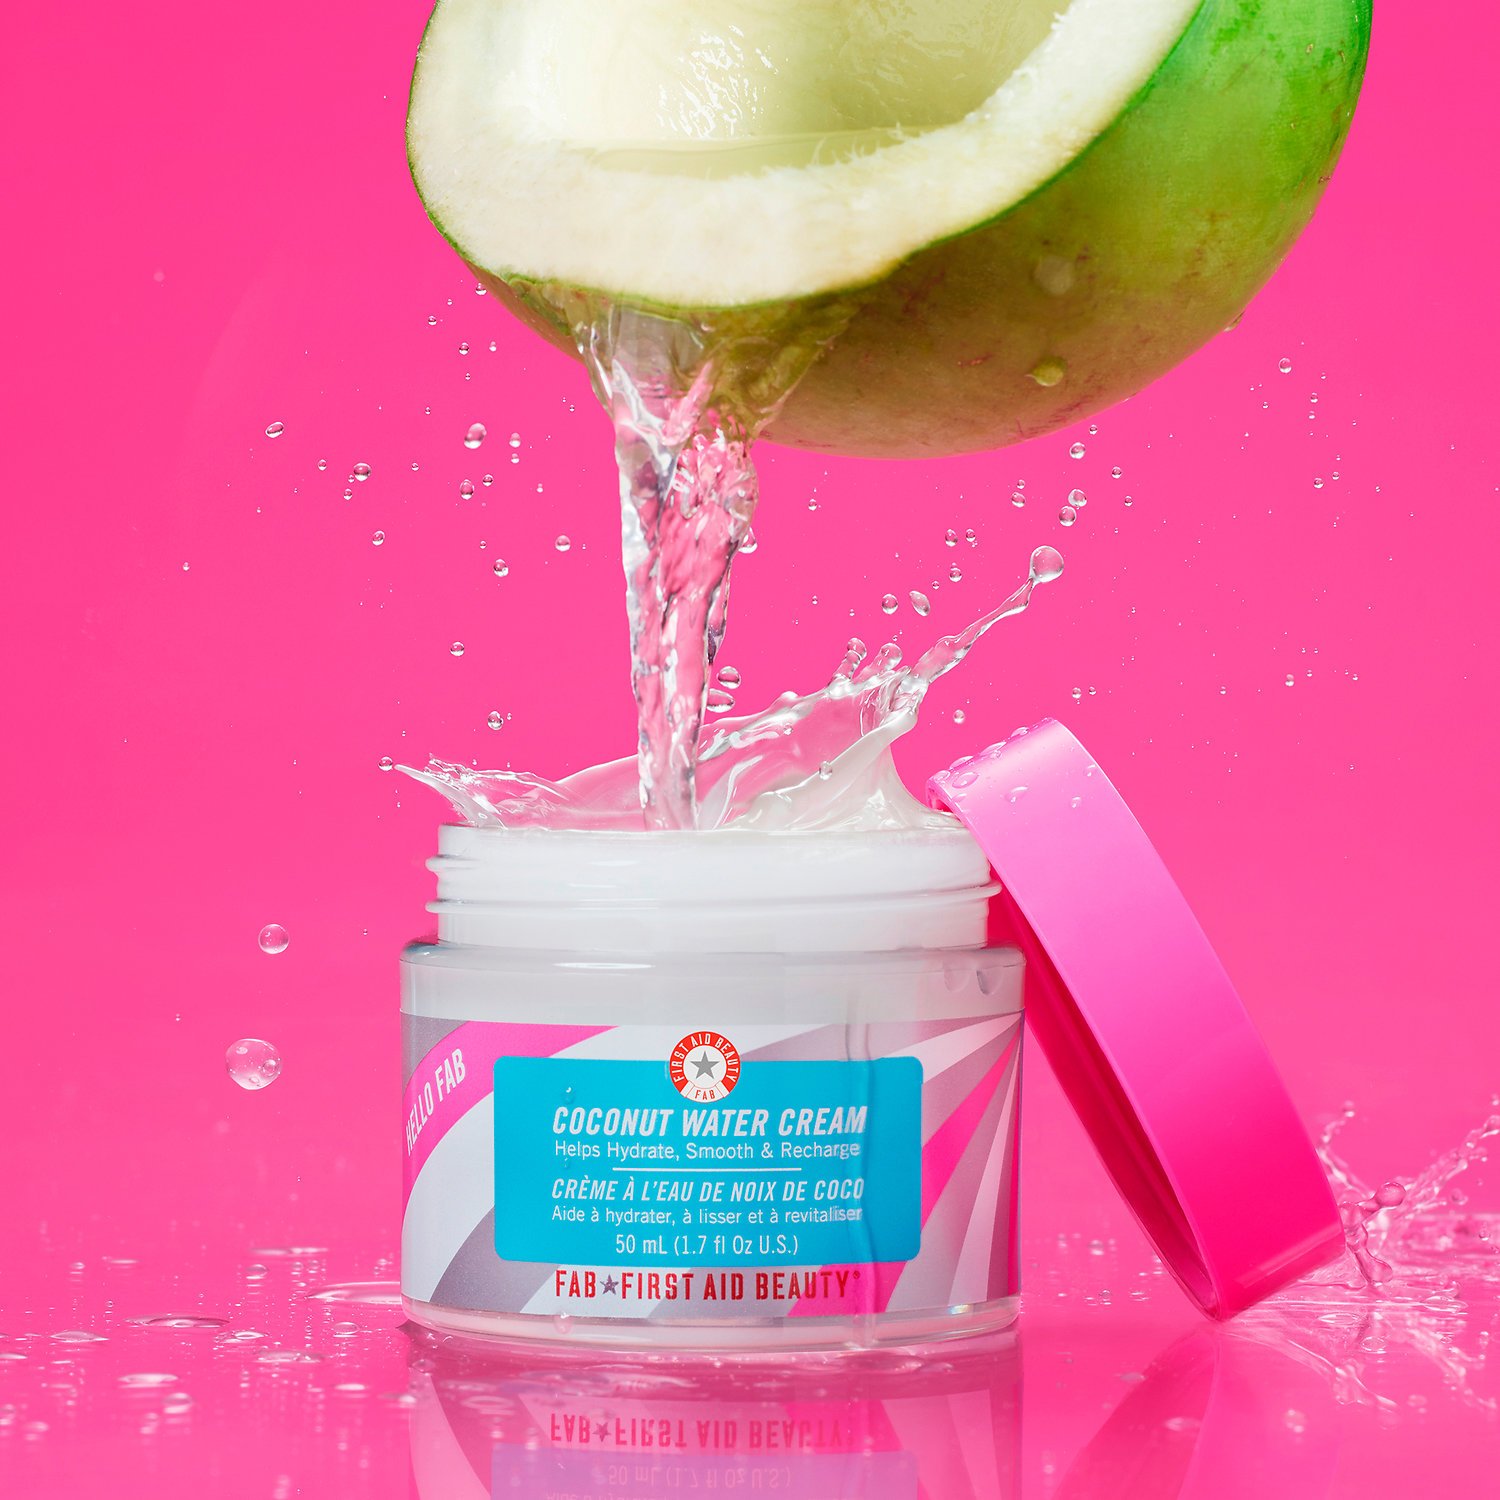 HELLO FAB
FIRST AID BEAUTY
FAB
COCONUT WATER CREAM
Helps Hydrate, Smooth & Recharge
CRÈME À L'EAU DE NOIX DE COCO
Aide à hydrater, à lisser et à revitaliser
50 mL (1.7 fl Oz U.S.)
FAB★FIRST AID BEAUTY®